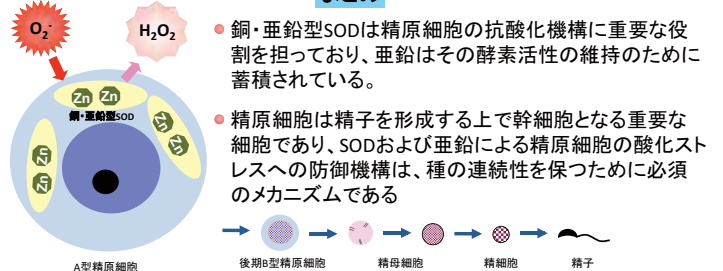 まとめ
O2-
H2O2
Zn Zn
銅・亜鉛型SOD
Zn
Zn
Zn
Zn
A型精原細胞
銅・亜鉛型SODは精原細胞の抗酸化機構に重要な役
割を担っており、亜鉛はその酵素活性の維持のために
蓄積されている。
精原細胞は精子を形成する上で幹細胞となる重要な
細胞であり、SODおよび亜鉛による精原細胞の酸化スト
レスへの防御機構は、種の連続性を保つために必須
のメカニズムである
後期B型精原細胞 精母細胞 精細胞 精子